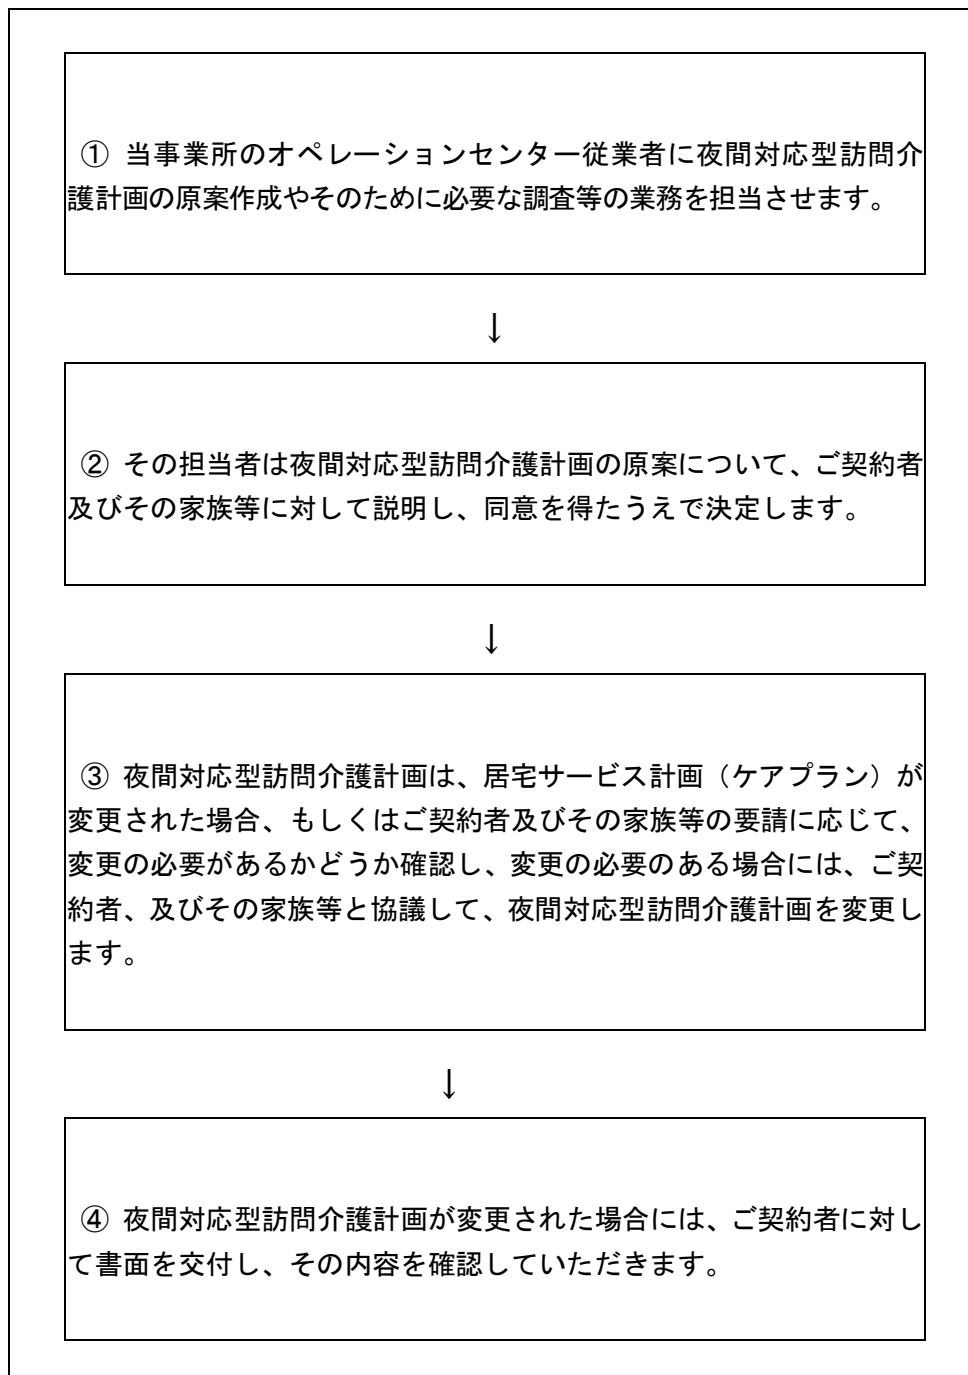 ① 当事業所のオペレーションセンター従業者に夜間対応型訪問介
護計画の原案作成やそのために必要な調査等の業務を担当させます。
↓
② その担当者は夜間対応型訪問介護計画の原案について、ご契約者
及びその家族等に対して説明し、同意を得たうえで決定します。
↓
③ 夜間対応型訪問介護計画は、居宅サービス計画（ケアプラン）が
変更された場合、もしくはご契約者及びその家族等の要請に応じて、
変更の必要があるかどうか確認し、変更の必要のある場合には、ご契
約者、及びその家族等と協議して、夜間対応型訪問介護計画を変更し
ます。
↓
④ 夜間対応型訪問介護計画が変更された場合には、ご契約者に対し
て書面を交付し、その内容を確認していただきます。